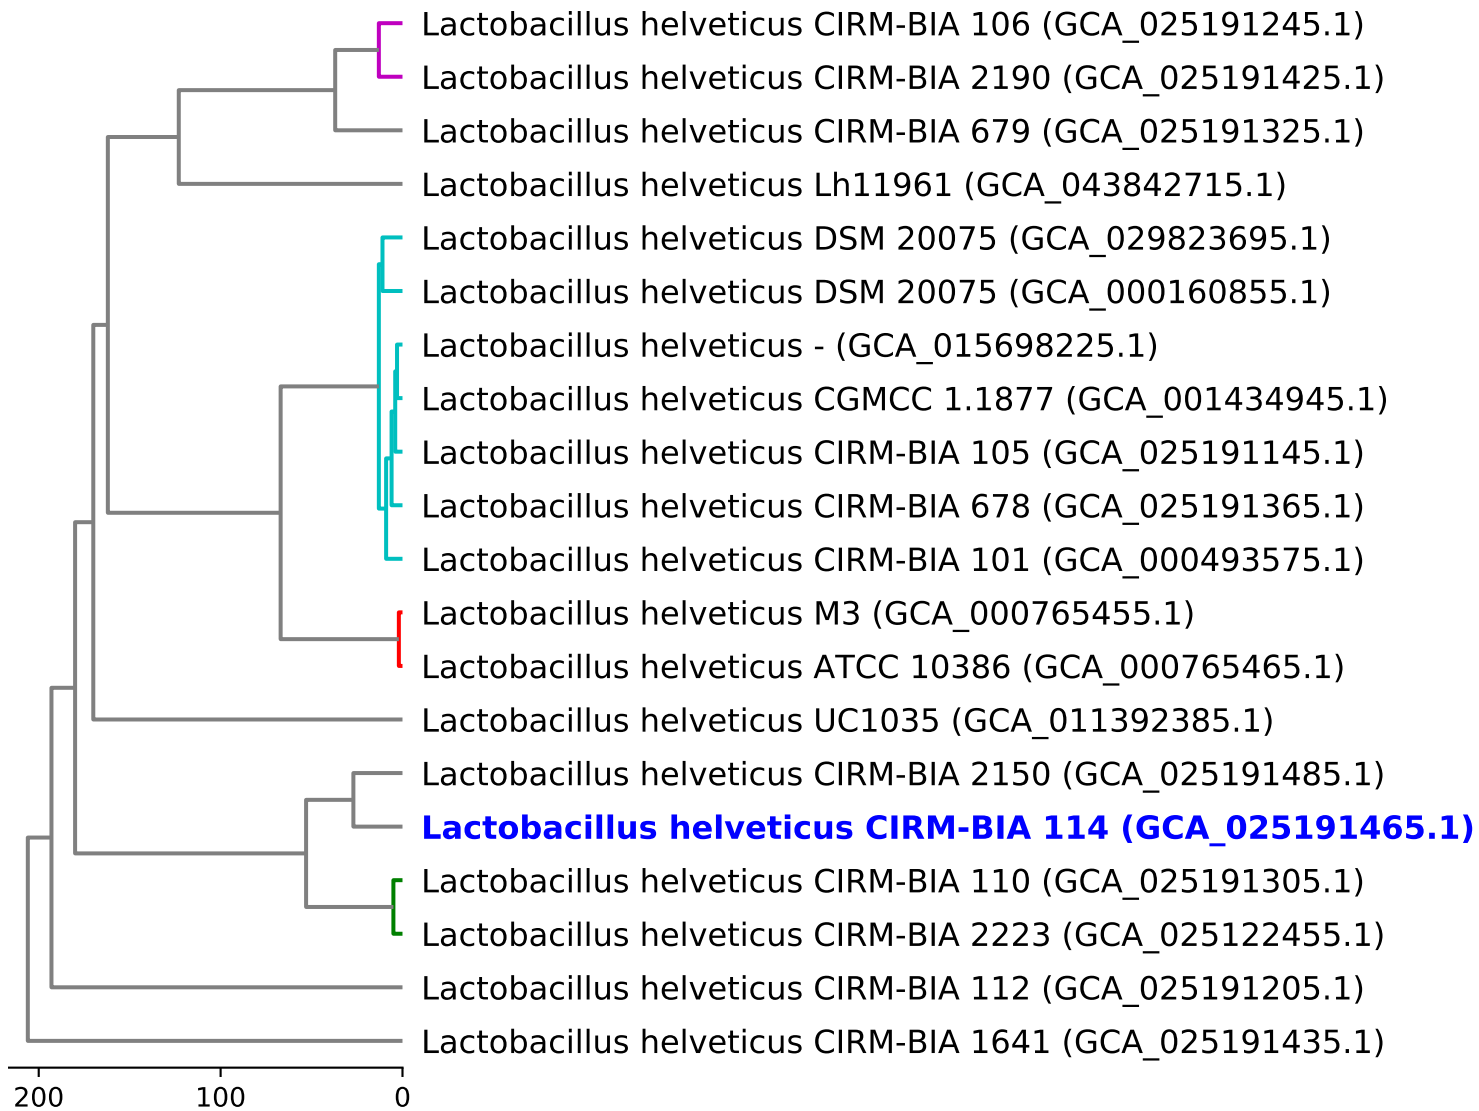 Lactobacillus helveticus CIRM-BIA 106 (GCA_025191245.1)
Lactobacillus helveticus CIRM-BIA 2190 (GCA_025191425.1)
Lactobacillus helveticus CIRM-BIA 679 (GCA_025191325.1)
Lactobacillus helveticus Lh11961 (GCA_043842715.1)
Lactobacillus helveticus DSM 20075 (GCA_029823695.1)
Lactobacillus helveticus DSM 20075 (GCA_000160855.1)
Lactobacillus helveticus - (GCA_015698225.1)
Lactobacillus helveticus CGMCC 1.1877 (GCA_001434945.1)
Lactobacillus helveticus CIRM-BIA 105 (GCA_025191145.1)
Lactobacillus helveticus CIRM-BIA 678 (GCA_025191365.1)
Lactobacillus helveticus CIRM-BIA 101 (GCA_000493575.1)
Lactobacillus helveticus M3 (GCA_000765455.1)
Lactobacillus helveticus ATCC 10386 (GCA_000765465.1)
Lactobacillus helveticus UC1035 (GCA_011392385.1)
Lactobacillus helveticus CIRM-BIA 2150 (GCA_025191485.1)
Lactobacillus helveticus CIRM-BIA 114 (GCA_025191465.1)
Lactobacillus helveticus CIRM-BIA 110 (GCA_025191305.1)
Lactobacillus helveticus CIRM-BIA 2223 (GCA_025122455.1)
Lactobacillus helveticus CIRM-BIA 112 (GCA_025191205.1)
Lactobacillus helveticus CIRM-BIA 1641 (GCA_025191435.1)
200 100 0